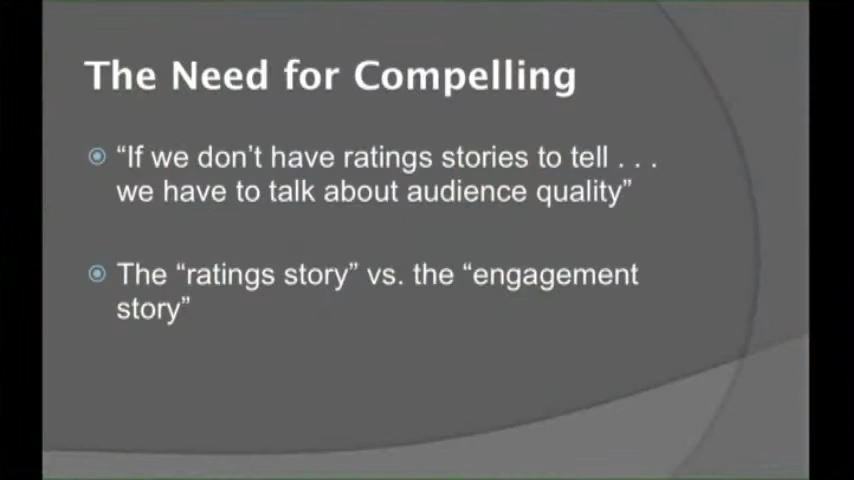 The Need for Compelling
“If we don’t have ratings stories to tell . . .
we have to talk about audience quality”
The “ratings story” vs. the “engagement
story”